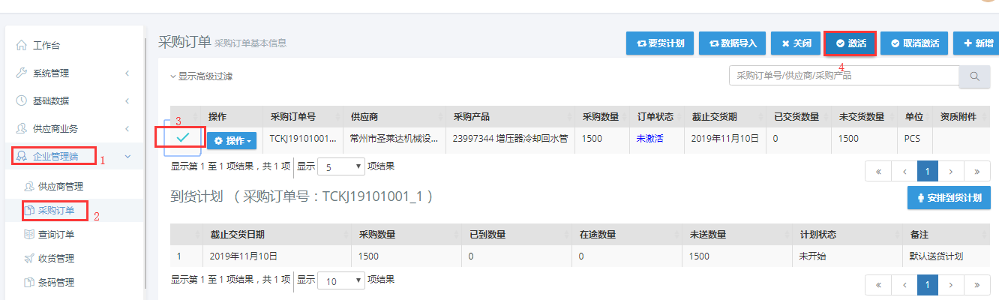 工作台
系统管理
基础数据
供应商业务
企业管理端 1
供应商管理
采购订单 2
查询订单
收货管理
条码管理
采购订单 采购订单基本信息
要货计划 数据导入 关闭 激活 取消激活 新增
4
显示高级过滤
采购订单号/供应商/采购产品
3
操作 采购订单号 供应商 采购产品 采购数量 订单状态 截止交货期 已交货数量 未交货数量 单位 资质附件
操作 TCKJ19101001... 常州市圣莱达机械设... 23997344 增压器冷却回水管 1500 未激活 2019年11月10日 0 1500 PCS
显示第 1 至 1 项结果，共 1 项 显示 5 项结果
« ‹ 1 › »
到货计划 （ 采购订单号：TCKJ19101001_1 ）
安排到货计划
截止交货日期 采购数量 已到数量 在途数量 未送数量 计划状态 备注
1 2019年11月10日 1500 0 0 1500 未开始 默认送货计划
显示第 1 至 1 项结果，共 1 项 显示 10 项结果
« ‹ 1 › »